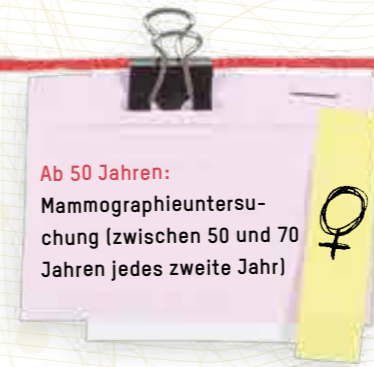 Ab 50 Jahren:
Mammographieuntersu-
chung (zwischen 50 und 70
Jahren jedes zweite Jahr)